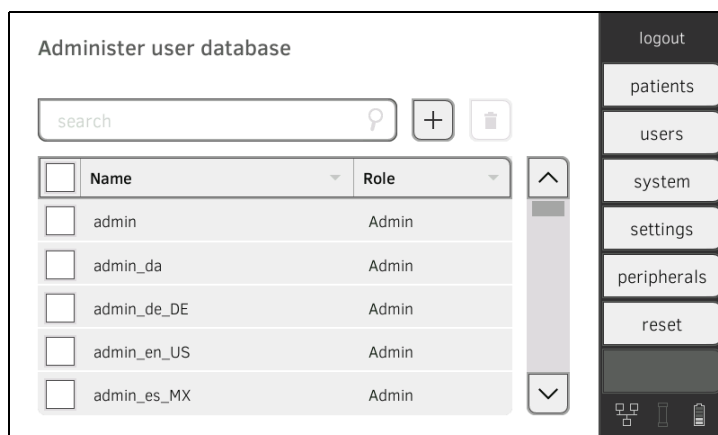 Administer user database
search
Name Role
admin Admin
admin_da Admin
admin_de_DE Admin
admin_en_US Admin
admin_es_MX Admin
logout
patients
users
system
settings
peripherals
reset